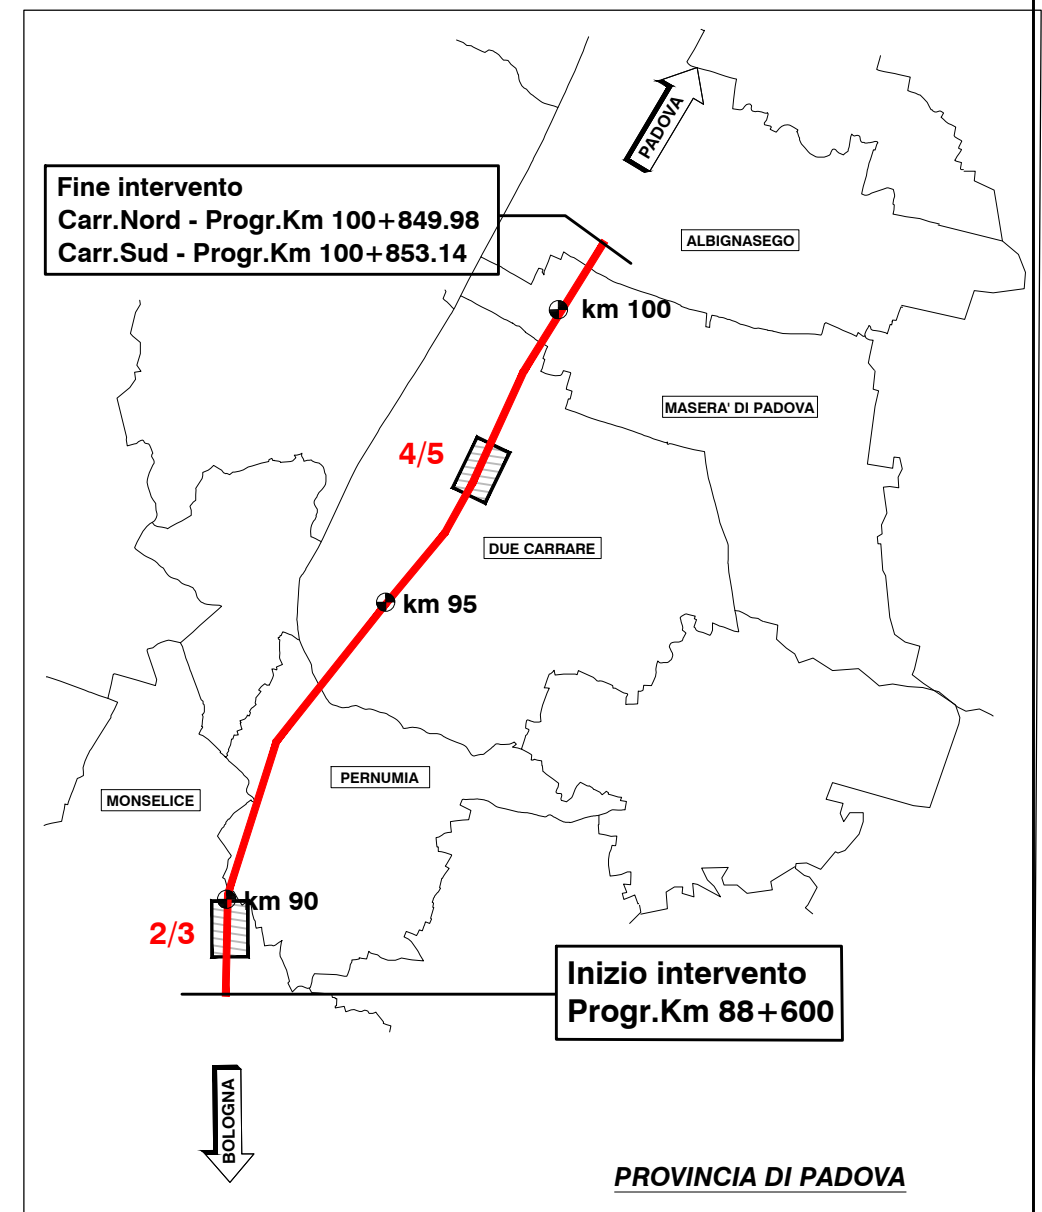 PADOVA
Fine intervento
Carr.Nord - Progr.Km 100+849.98
Carr.Sud - Progr.Km 100+853.14
ALBIGNASEGO
km 100
MASERA' DI PADOVA
4/5
DUE CARRARE
km 95
PERNUMIA
MONSELICE
km 90
2/3
Inizio intervento
Progr.Km 88+600
BOLOGNA
PROVINCIA DI PADOVA